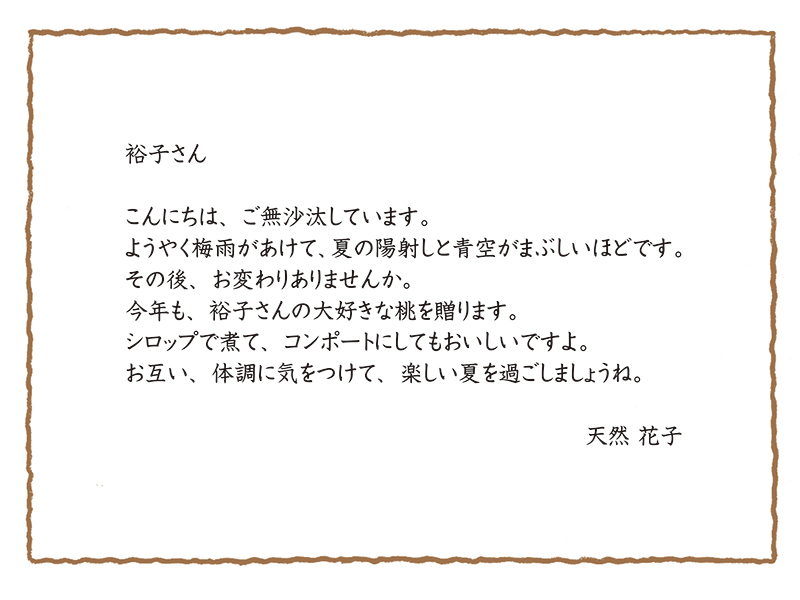 裕子さん
こんにちは、ご無沙汰しています。
ようやく梅雨があけて、夏の陽射しと青空がまぶしいほどです。
その後、お変わりありませんか。
今年も、裕子さんの大好きな桃を贈ります。
シロップで煮て、コンポートにしてもおいしいですよ。
お互い、体調に気をつけて、楽しい夏を過ごしましょうね。
天然 花子